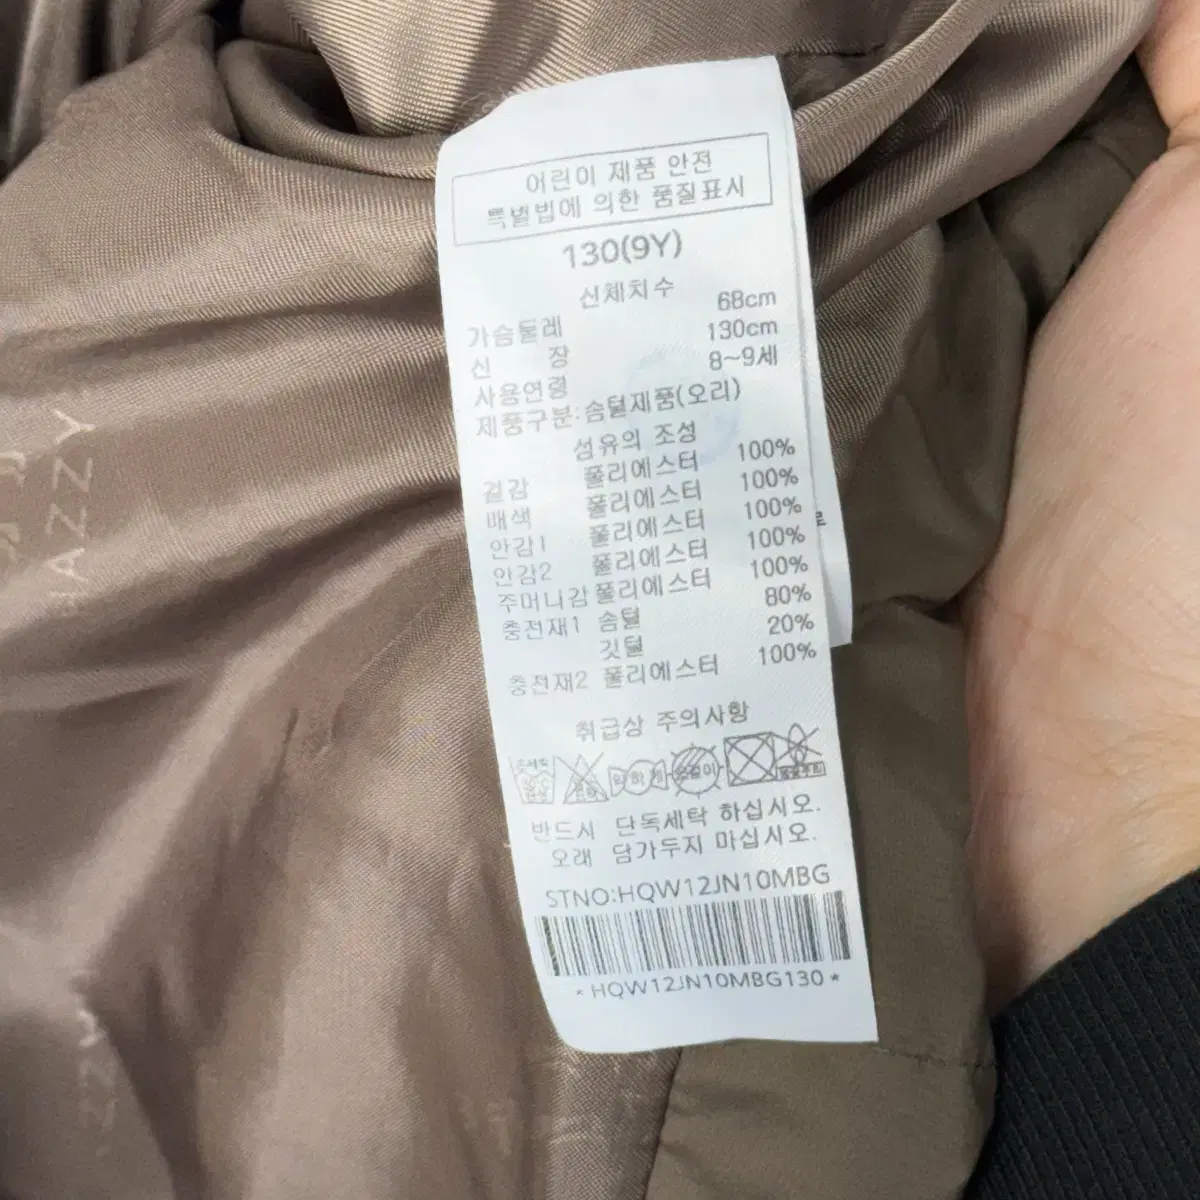 어린이 제품 안전
특별법에 의한 품질표시
130(9Y)
신체치수
가슴둘레 68cm
신 장 130cm
사용연령 8~9세
제품구분:솜털제품(오리)
섬유의 조성
겉감 폴리에스터 100%
배색 폴리에스터 100%
안감1 폴리에스터 100%
안감2 폴리에스터 100%
주머니감 폴리에스터 100%
충전재1 솜털 80%
깃털 20%
충전재2 폴리에스터 100%
취급상 주의사항
약하게
반드시 단독세탁 하십시오.
오래 담가두지 마십시오.
STNO:HQW12JN10MBG
*HQW12JN10MBG130*
HAZZY
ZZY